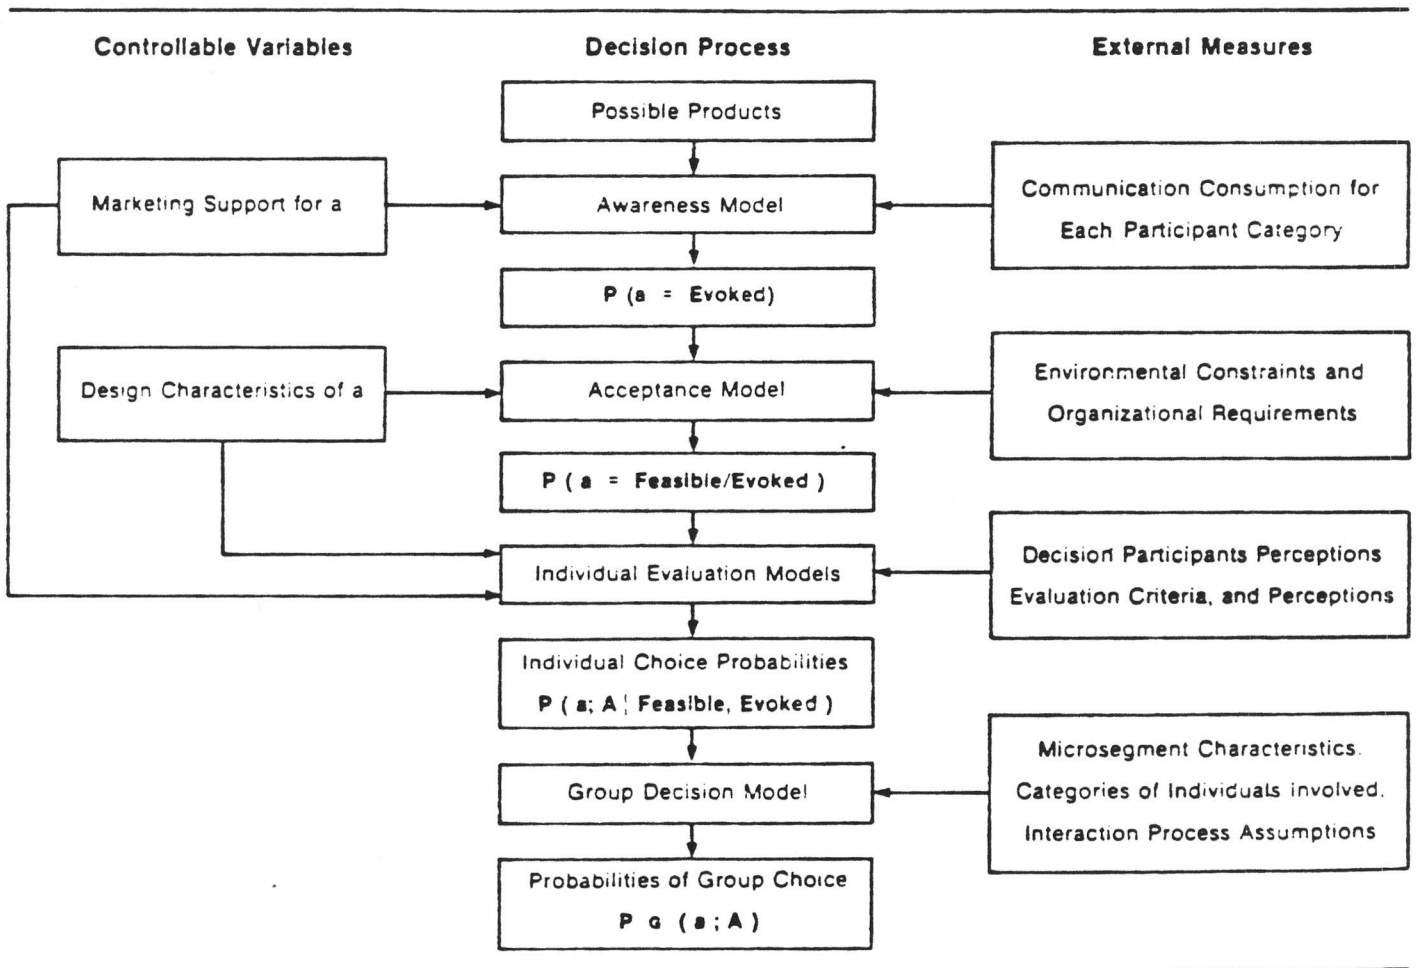 Controllable Variables
Decision Process
External Measures
Possible Products
Marketing Support for a
Awareness Model
Communication Consumption for
Each Participant Category
P (a = Evoked)
Design Characteristics of a
Acceptance Model
Environmental Constraints and
Organizational Requirements
P ( a = Feasible/Evoked )
Individual Evaluation Models
Decision Participants Perceptions
Evaluation Criteria, and Perceptions
Individual Choice Probabilities
P ( a; A ¦ Feasible, Evoked )
Group Decision Model
Microsegment Characteristics.
Categories of Individuals involved.
Interaction Process Assumptions
Probabilities of Group Choice
P G ( a ; A )